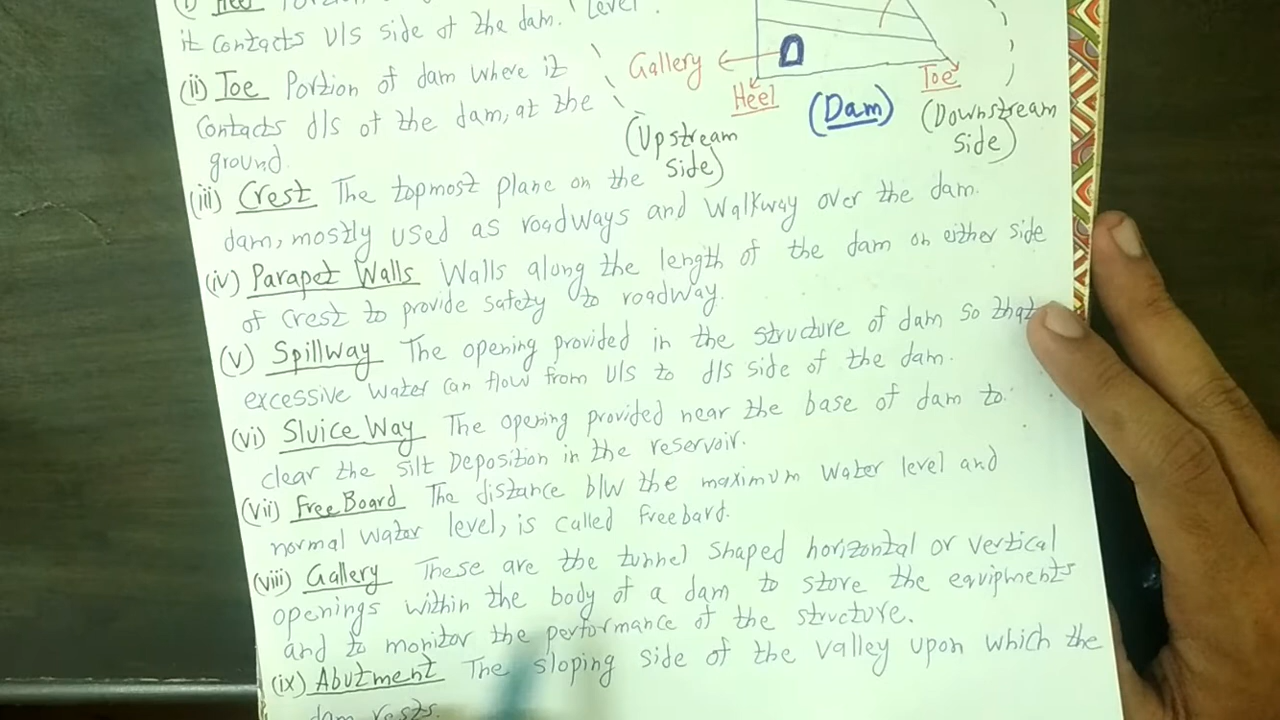 (i) Heel
it contacts U/S side of the dam. Level.
(ii) Toe Portion of dam where it
contacts d/s of the dam, at the
ground.
Gallery
Heel
Toe
(Dam)
(Upstream
side)
(Downstream
side)
(iii) Crest The topmost plane on the
dam, mostly used as roadways and walkway over the dam.
(iv) Parapet Walls Walls along the length of the dam on either side
of crest to provide safety to roadway.
(v) Spillway The opening provided in the structure of dam so that
excessive water can flow from U/S to d/s side of the dam.
(vi) Sluice Way The opening provided near the base of dam to
clear the silt Deposition in the reservoir.
(vii) Free Board The distance b/w the maximum water level and
normal water level, is called freebard.
(viii) Gallery These are the tunnel shaped horizontal or vertical
openings within the body of a dam to store the equipments
and to monitor the performance of the structure.
(ix) Abutment The sloping side of the valley upon which the
dam rests.